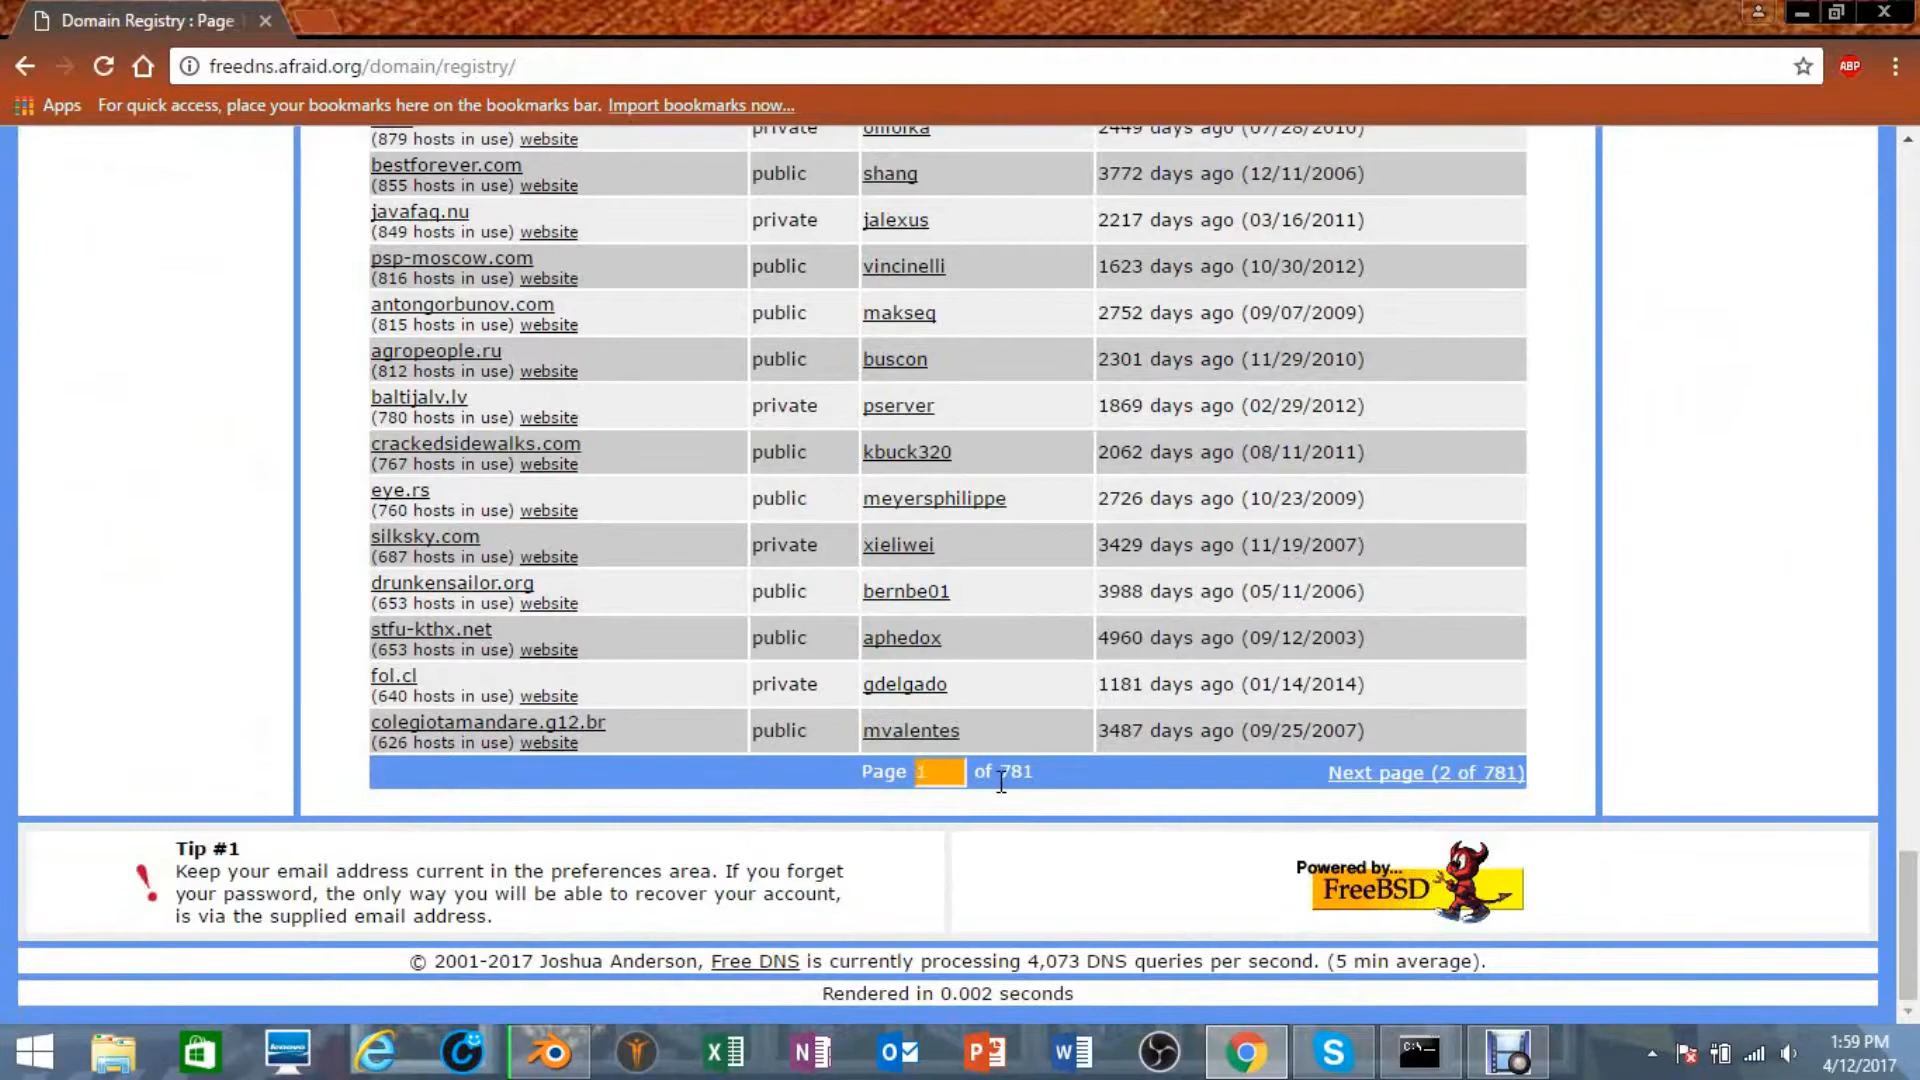 Domain Registry : Page
freedns.afraid.org/domain/registry/
ABP
Apps For quick access, place your bookmarks here on the bookmarks bar. Import bookmarks now...
(879 hosts in use) website private 2449 days ago (07/28/2010)
bestforever.com
(855 hosts in use) website public shang 3772 days ago (12/11/2006)
javafaq.nu
(849 hosts in use) website private jalexus 2217 days ago (03/16/2011)
psp-moscow.com
(816 hosts in use) website public vincinelli 1623 days ago (10/30/2012)
antongorbunov.com
(815 hosts in use) website public makseq 2752 days ago (09/07/2009)
agropeople.ru
(812 hosts in use) website public buscon 2301 days ago (11/29/2010)
baltijalv.lv
(780 hosts in use) website private pserver 1869 days ago (02/29/2012)
crackedsidewalks.com
(767 hosts in use) website public kbuck320 2062 days ago (08/11/2011)
eye.rs
(760 hosts in use) website public meyersphilippe 2726 days ago (10/23/2009)
silksky.com
(687 hosts in use) website private xieliwei 3429 days ago (11/19/2007)
drunkensailor.org
(653 hosts in use) website public bernbe01 3988 days ago (05/11/2006)
stfu-kthx.net
(653 hosts in use) website public aphedox 4960 days ago (09/12/2003)
fol.cl
(640 hosts in use) website private gdelgado 1181 days ago (01/14/2014)
colegiotamandare.g12.br
(626 hosts in use) website public mvalentes 3487 days ago (09/25/2007)
Page 1 of 781 Next page (2 of 781)
Tip #1
Keep your email address current in the preferences area. If you forget
your password, the only way you will be able to recover your account,
is via the supplied email address.
Powered by...
FreeBSD
© 2001-2017 Joshua Anderson, Free DNS is currently processing 4,073 DNS queries per second. (5 min average).
Rendered in 0.002 seconds
lenovo
C:\
1:59 PM
4/12/2017